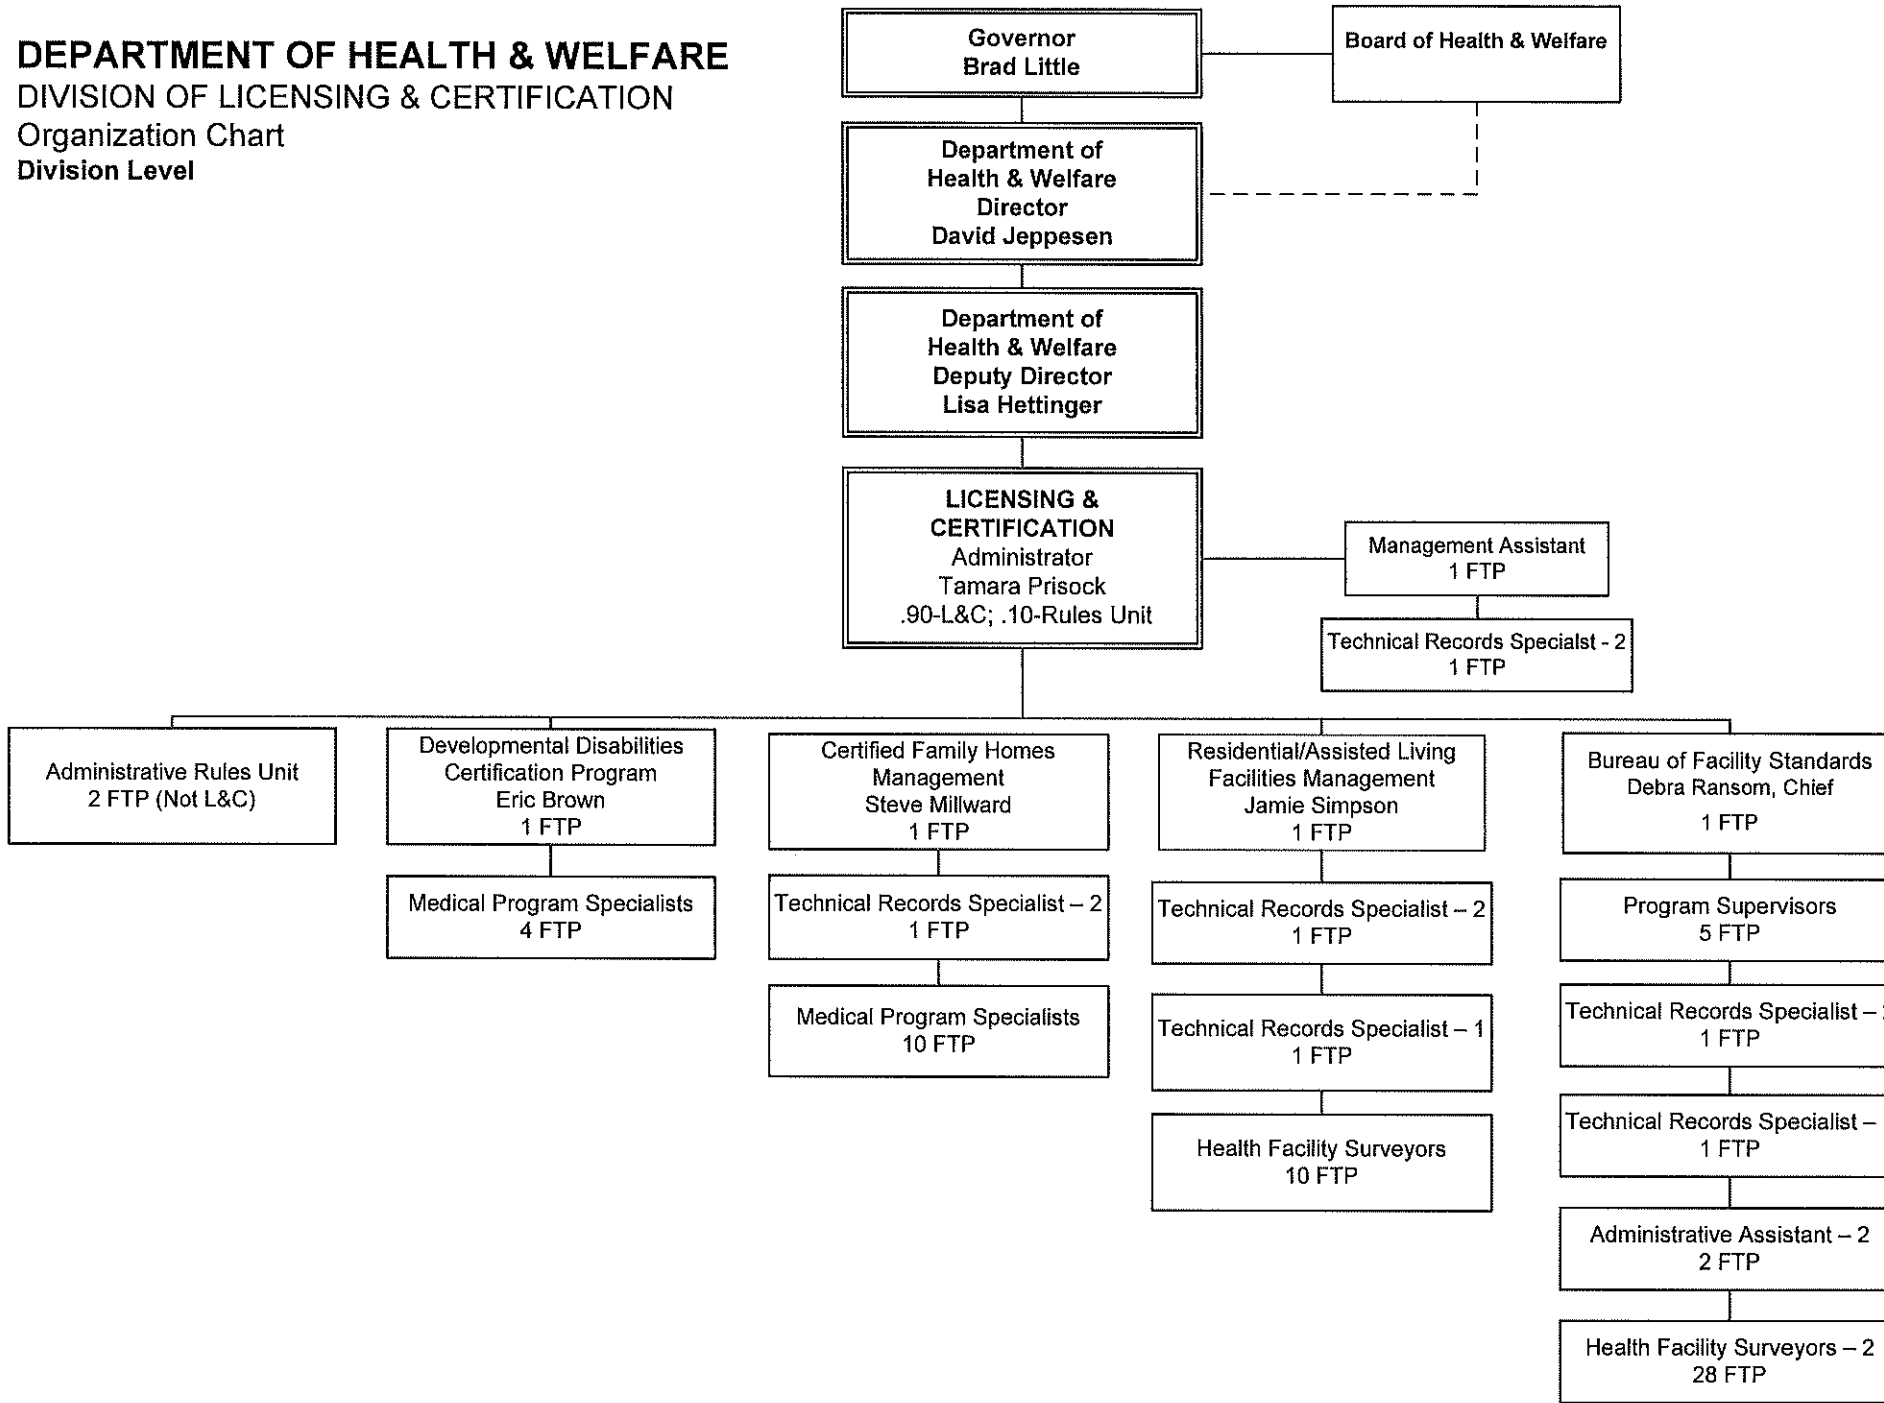 DEPARTMENT OF HEALTH & WELFARE
DIVISION OF LICENSING & CERTIFICATION
Organization Chart
Division Level
Governor
Brad Little
Board of Health & Welfare
Department of
Health & Welfare
Director
David Jeppesen
Department of
Health & Welfare
Deputy Director
Lisa Hettinger
LICENSING &
CERTIFICATION
Administrator
Tamara Prisock
.90-L&C; .10-Rules Unit
Management Assistant
1 FTP
Technical Records Specialst - 2
1 FTP
Administrative Rules Unit
2 FTP (Not L&C)
Developmental Disabilities
Certification Program
Eric Brown
1 FTP
Medical Program Specialists
4 FTP
Certified Family Homes
Management
Steve Millward
1 FTP
Technical Records Specialist – 2
1 FTP
Medical Program Specialists
10 FTP
Residential/Assisted Living
Facilities Management
Jamie Simpson
1 FTP
Technical Records Specialist – 2
1 FTP
Technical Records Specialist – 1
1 FTP
Health Facility Surveyors
10 FTP
Bureau of Facility Standards
Debra Ransom, Chief
1 FTP
Program Supervisors
5 FTP
Technical Records Specialist –
1 FTP
Technical Records Specialist –
1 FTP
Administrative Assistant – 2
2 FTP
Health Facility Surveyors – 2
28 FTP